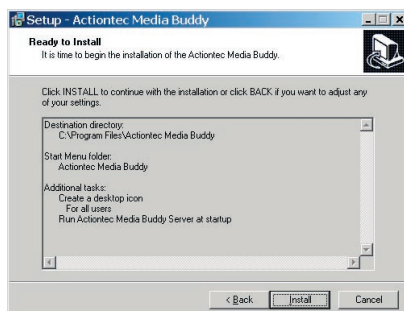 Setup - Actiontec Media Buddy
Ready to Install
It is time to begin the installation of the Actiontec Media Buddy.
Click INSTALL to continue with the installation or click BACK if you want to adjust any
of your settings.
Destination directory:
C:\Program Files\Actiontec Media Buddy
Start Menu folder:
Actiontec Media Buddy
Additional tasks:
Create a desktop icon
For all users
Run Actiontec Media Buddy Server at startup
< Back
Install
Cancel